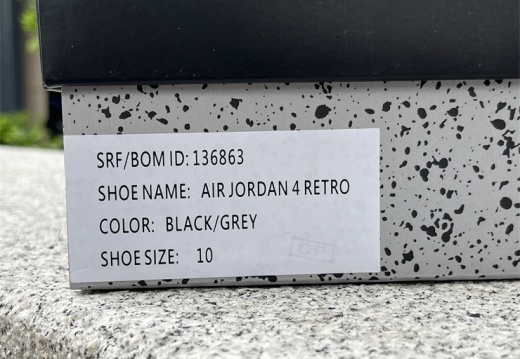 SRF/BOM ID: 136863
SHOE NAME: AIR JORDAN 4 RETRO
COLOR: BLACK/GREY
SHOE SIZE: 10